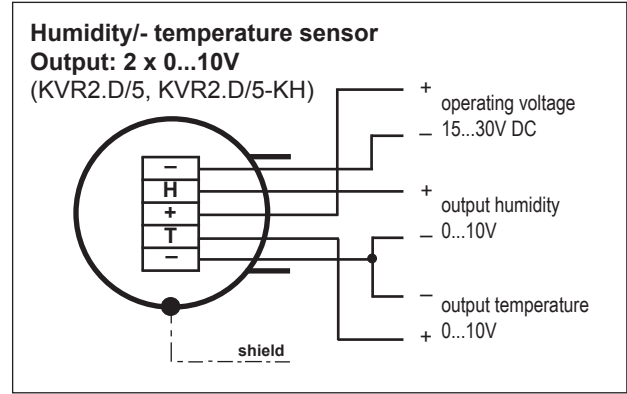 Humidity/- temperature sensor
Output: 2 x 0...10V
(KVR2.D/5, KVR2.D/5-KH)
+
operating voltage
– 15...30V DC
–
H
+
T
–
+
output humidity
– 0...10V
–
output temperature
+ 0...10V
shield